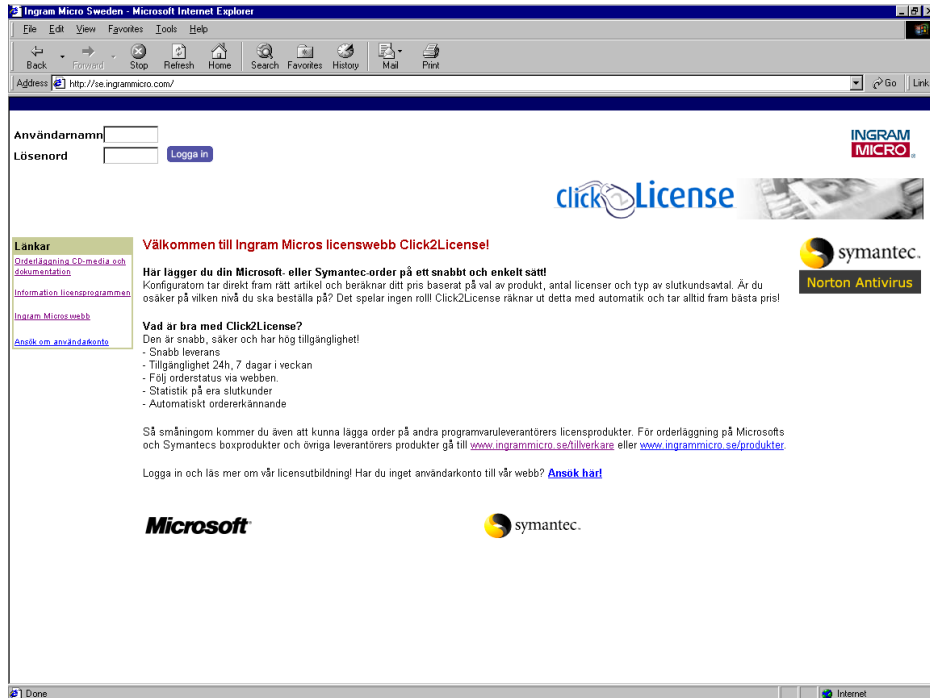 Ingram Micro Sweden - Microsoft Internet Explorer
File Edit View Favorites Tools Help
Back Forward Stop Refresh Home Search Favorites History Mail Print
Address http://se.ingrammicro.com/ Go Link
Användarnamn
Lösenord Logga in
INGRAM
MICRO
click2License
Länkar
Orderläggning CD-media och
dokumentation
Information licensprogrammen
Ingram Micros webb
Ansök om användarkonto
Välkommen till Ingram Micros licenswebb Click2License!
Här lägger du din Microsoft- eller Symantec-order på ett snabbt och enkelt sätt!
Konfiguratorn tar direkt fram rätt artikel och beräknar ditt pris baserat på val av produkt, antal licenser och typ av slutkundsavtal. Är du
osäker på vilken nivå du ska beställa på? Det spelar ingen roll! Click2License räknar ut detta med automatik och tar alltid fram bästa pris!
Vad är bra med Click2License?
Den är snabb, säker och har hög tillgänglighet!
- Snabb leverans
- Tillgänglighet 24h, 7 dagar i veckan
- Följ orderstatus via webben.
- Statistik på era slutkunder
- Automatiskt ordererkännande
Så småningom kommer du även att kunna lägga order på andra programvaruleverantörers licensprodukter. För orderläggning på Microsofts
och Symantecs boxprodukter och övriga leverantörers produkter gå till www.ingrammicro.se/tillverkare eller www.ingrammicro.se/produkter.
Logga in och läs mer om vår licensutbildning! Har du inget användarkonto till vår webb? Ansök här!
symantec.
Norton Antivirus
Microsoft
symantec.
Done Internet